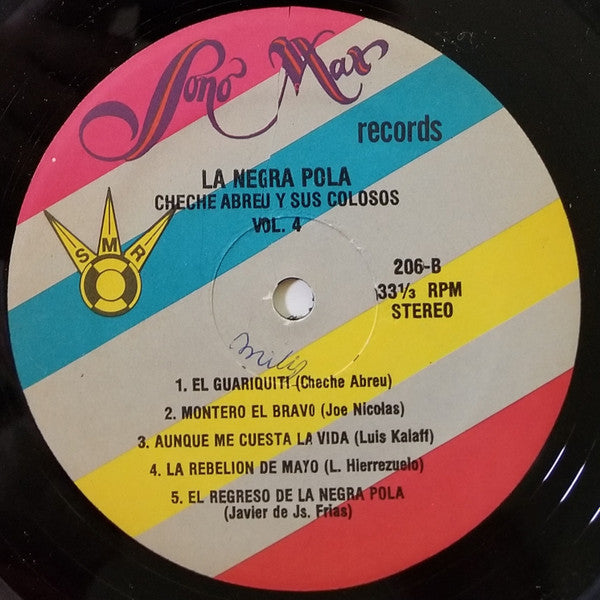 Sono Max
records
LA NEGRA POLA
CHECHE ABREU Y SUS COLOSOS
VOL. 4
SMR
206-B
33⅓ RPM
STEREO
1. EL GUARIQUITI (Cheche Abreu)
2. MONTERO EL BRAVO (Joe Nicolas)
3. AUNQUE ME CUESTA LA VIDA (Luis Kalaff)
4. LA REBELION DE MAYO (L. Hierrezuelo)
5. EL REGRESO DE LA NEGRA POLA
(Javier de Js. Frias)